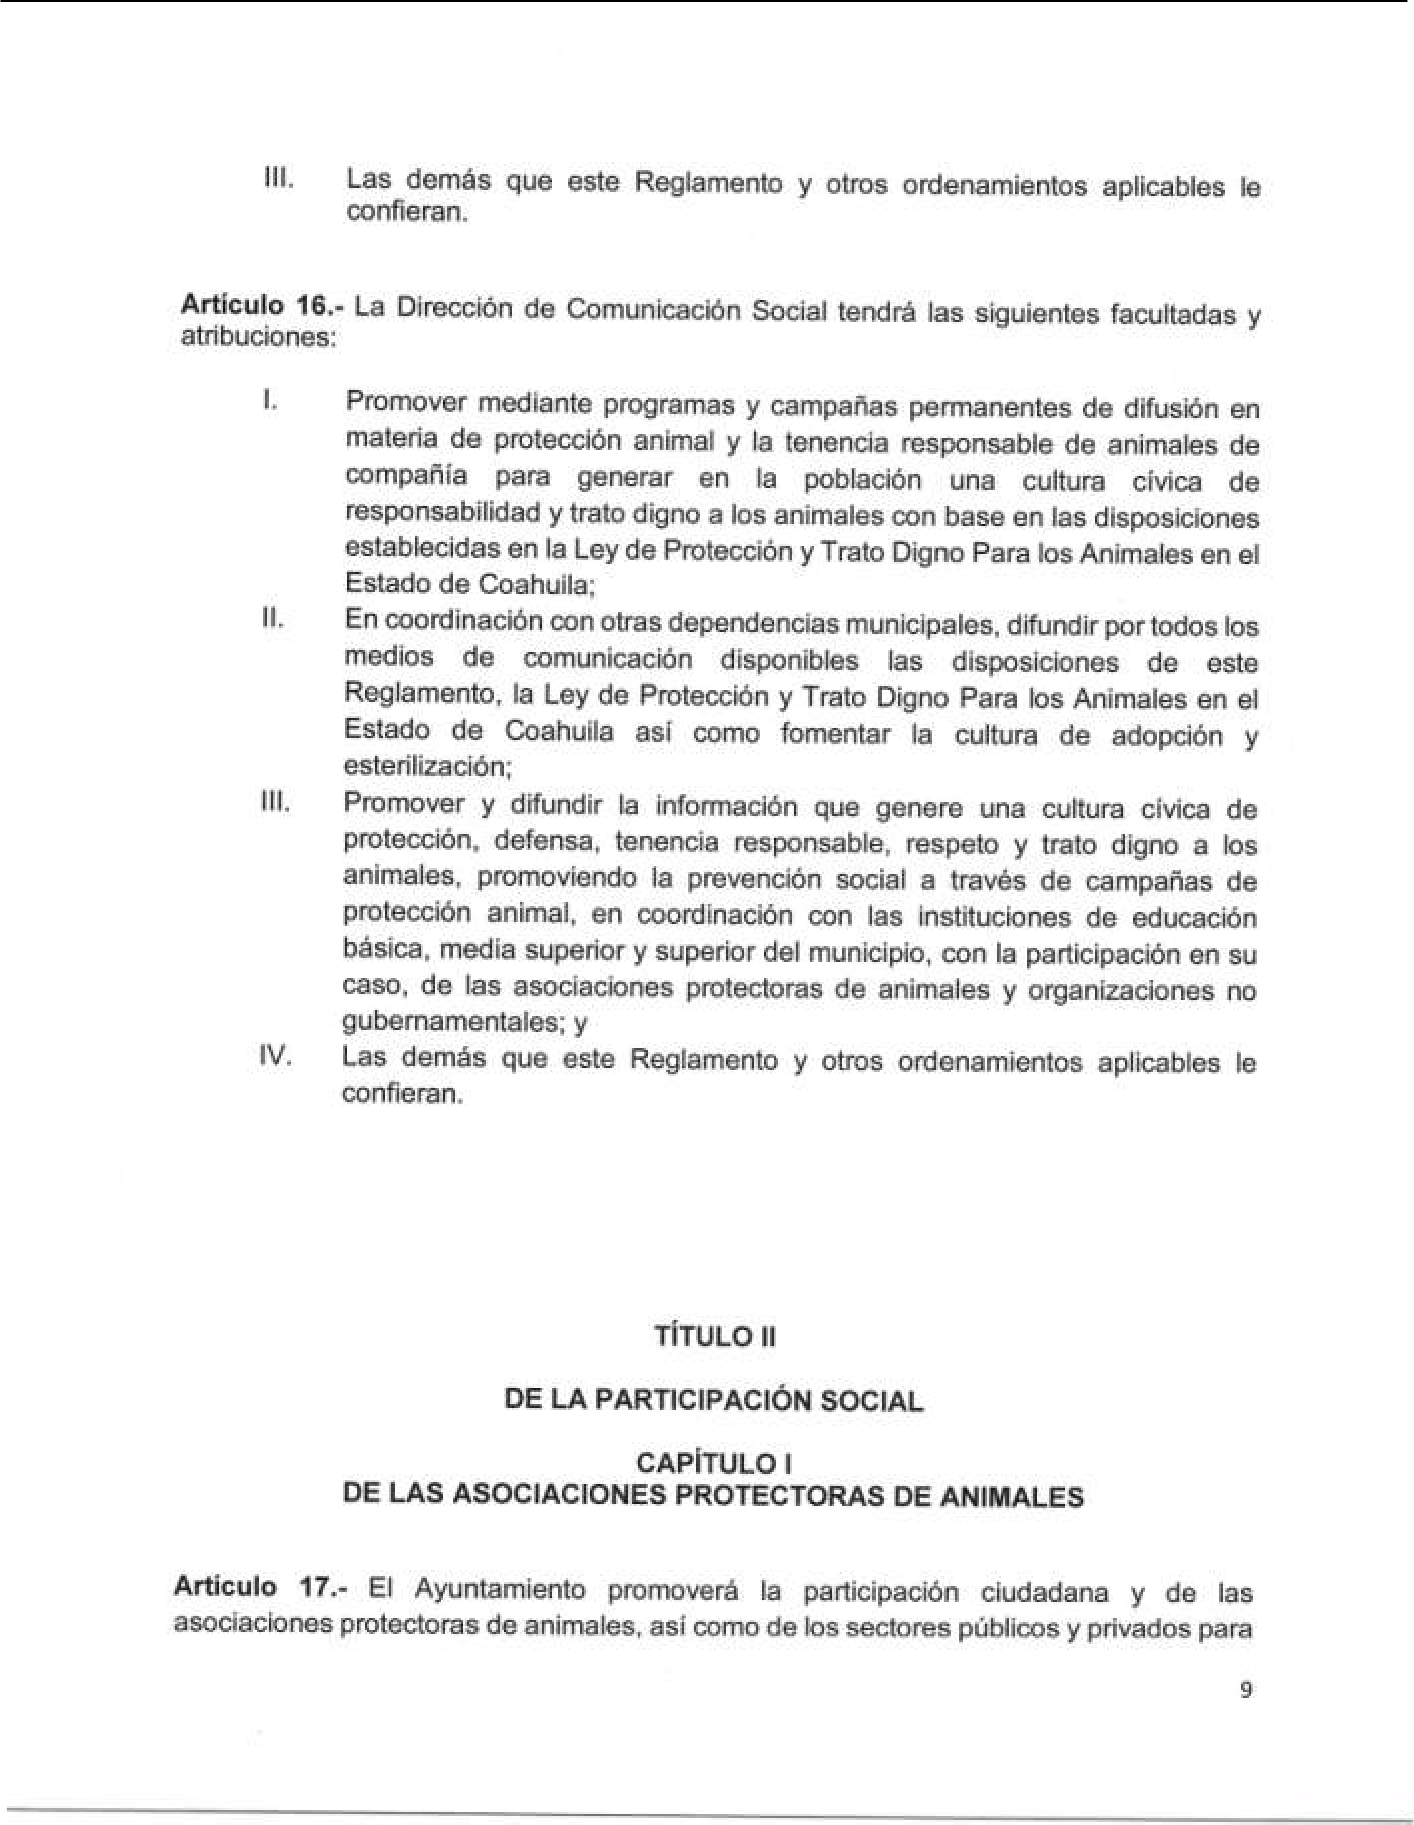 III. Las demás que este Reglamento y otros ordenamientos aplicables le
confieran.
Artículo 16.- La Dirección de Comunicación Social tendrá las siguientes facultadas y
atribuciones:
I. Promover mediante programas y campañas permanentes de difusión en
materia de protección animal y la tenencia responsable de animales de
compañía para generar en la población una cultura cívica de
responsabilidad y trato digno a los animales con base en las disposiciones
establecidas en la Ley de Protección y Trato Digno Para los Animales en el
Estado de Coahuila;
II. En coordinación con otras dependencias municipales, difundir por todos los
medios de comunicación disponibles las disposiciones de este
Reglamento, la Ley de Protección y Trato Digno Para los Animales en el
Estado de Coahuila así como fomentar la cultura de adopción y
esterilización;
III. Promover y difundir la información que genere una cultura cívica de
protección, defensa, tenencia responsable, respeto y trato digno a los
animales, promoviendo la prevención social a través de campañas de
protección animal, en coordinación con las instituciones de educación
básica, media superior y superior del municipio, con la participación en su
caso, de las asociaciones protectoras de animales y organizaciones no
gubernamentales; y
IV. Las demás que este Reglamento y otros ordenamientos aplicables le
confieran.
TÍTULO II
DE LA PARTICIPACIÓN SOCIAL
CAPÍTULO I
DE LAS ASOCIACIONES PROTECTORAS DE ANIMALES
Artículo 17.- El Ayuntamiento promoverá la participación ciudadana y de las
asociaciones protectoras de animales, así como de los sectores públicos y privados para
9